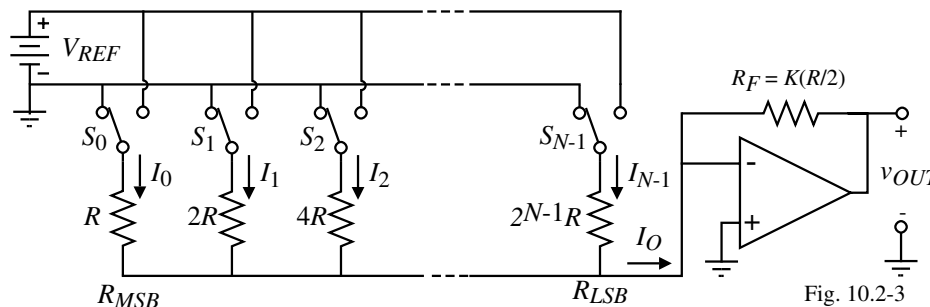 +
V_REF
-
R_F = K(R/2)
S_0 S_1 S_2 S_N-1
+
I_0 I_1 I_2 I_N-1
-
v_OUT
R 2R 4R 2^N-1R
+
I_O
-
R_MSB R_LSB
Fig. 10.2-3